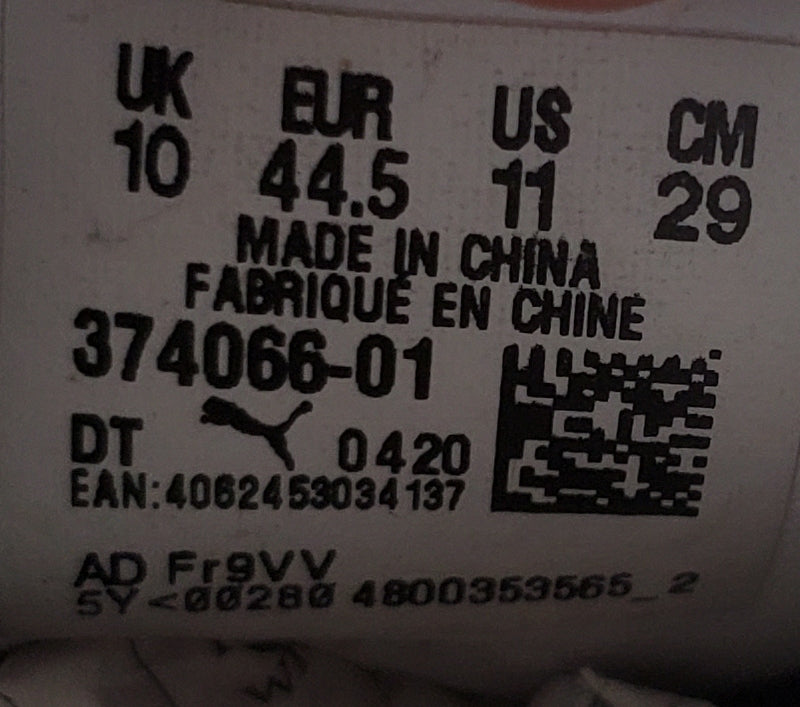 UK EUR US CM
10 44.5 11 29
MADE IN CHINA
FABRIQUÉ EN CHINE
374066-01
DT 0420
EAN:4062453034137
AD Fr9VV
5Y<00280 4800353565_2